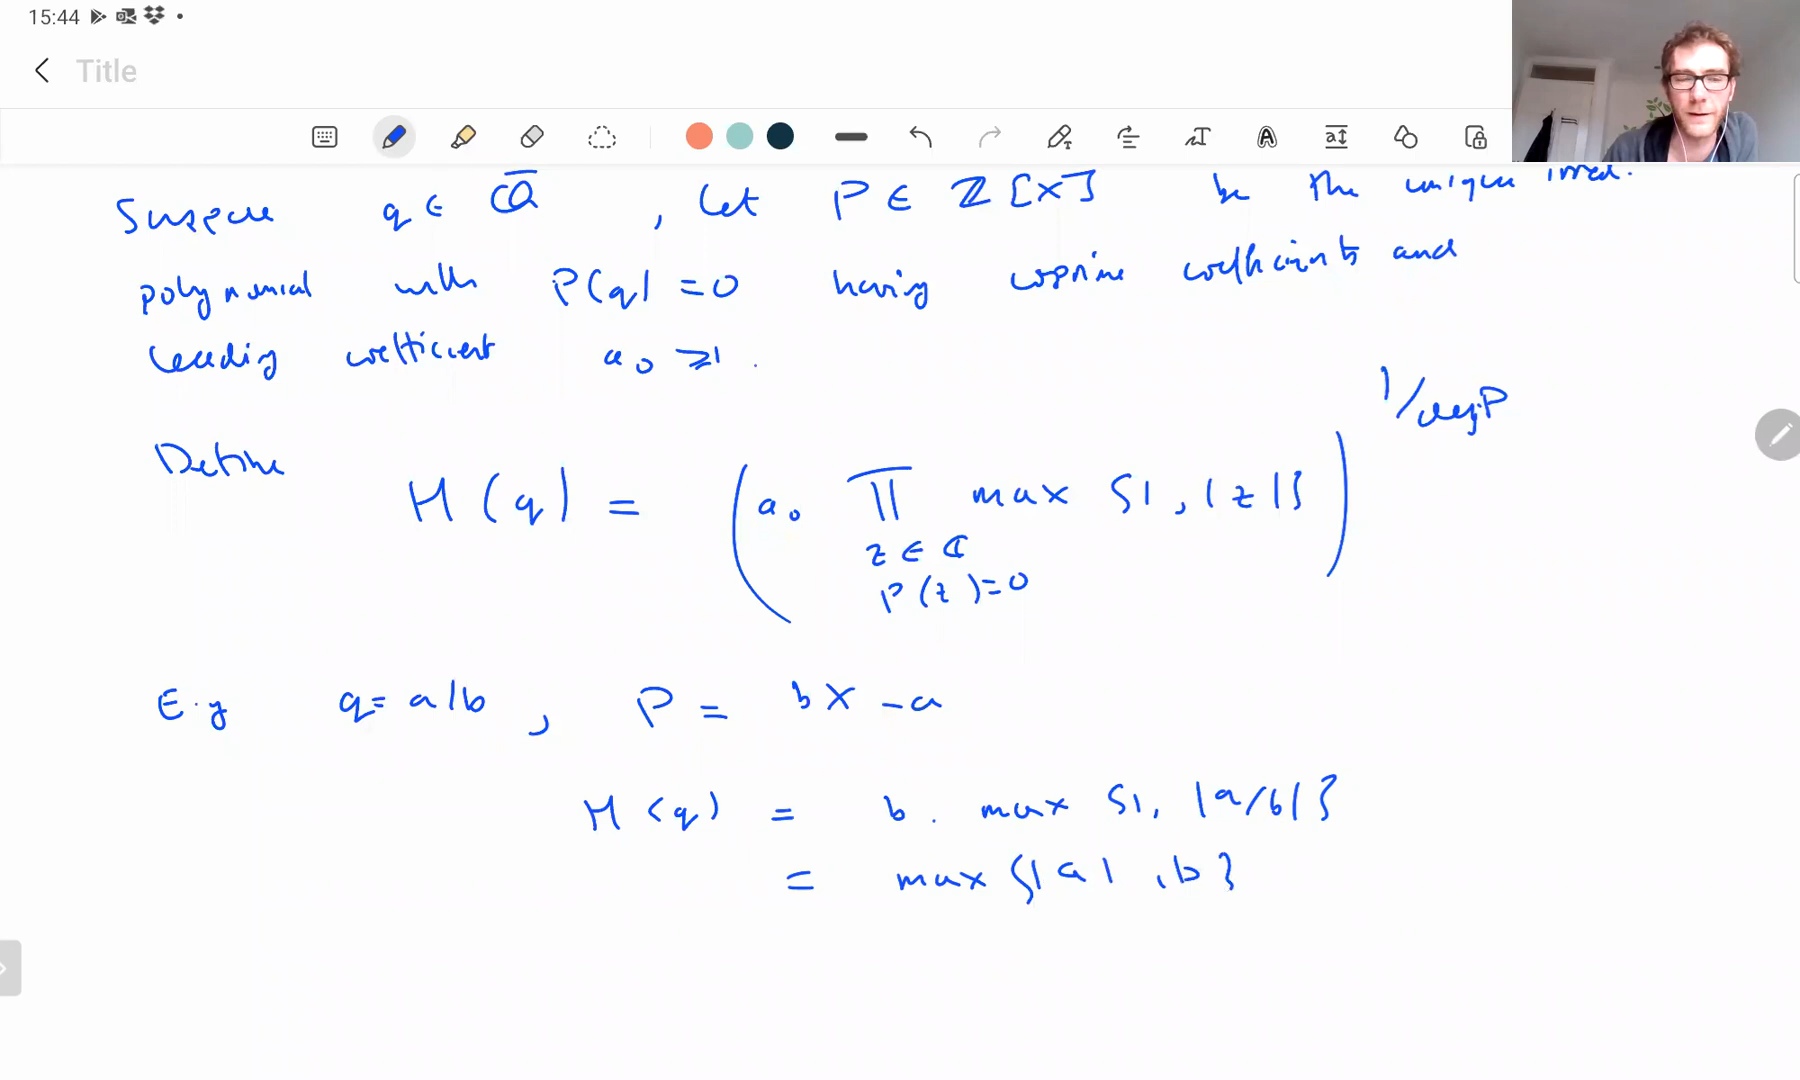 15:44
Title
Suppose q ∈ Q̄, let P ∈ ℤ[X] be the unique irred.
polynomial with P(q) = 0 having coprime coefficients and
leading coefficient a₀ ⩾ 1.
Define H(q) = (a₀ ∏_{z ∈ ℂ, P(z)=0} max {1, |z|})^{1/deg P}
E.g q = a/b, P = bX - a
H(q) = b. max {1, |a/b|}
= max {|a|, b}